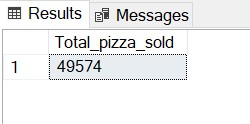 Results Messages
Total_pizza_sold
1 49574